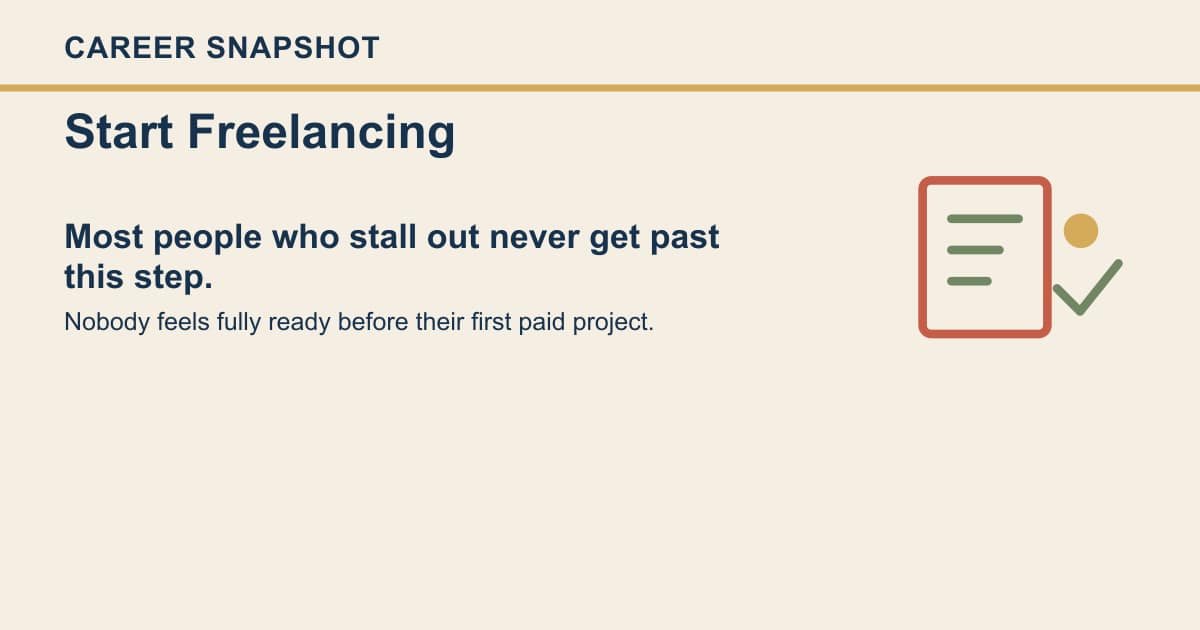 CAREER SNAPSHOT
Start Freelancing
Most people who stall out never get past
this step.
Nobody feels fully ready before their first paid project.